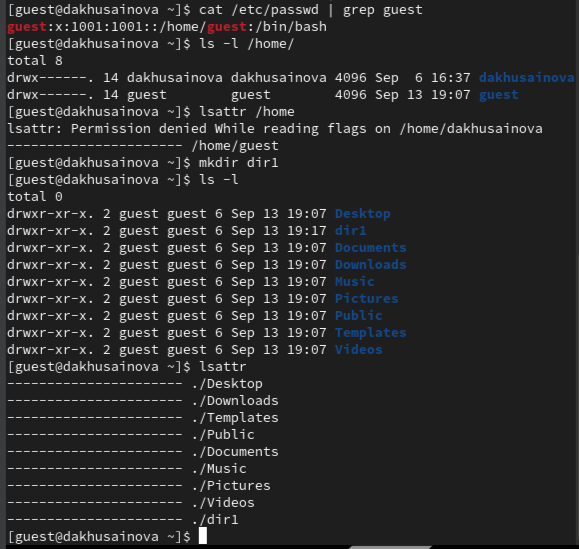 [guest@dakhusainova ~]$ cat /etc/passwd | grep guest
guest:x:1001:1001::/home/guest:/bin/bash
[guest@dakhusainova ~]$ ls -l /home/
total 8
drwx------. 14 dakhusainova dakhusainova 4096 Sep  6 16:37 dakhusainova
drwx------. 14 guest        guest        4096 Sep 13 19:07 guest
[guest@dakhusainova ~]$ lsattr /home
lsattr: Permission denied While reading flags on /home/dakhusainova
---------------------- /home/guest
[guest@dakhusainova ~]$ mkdir dir1
[guest@dakhusainova ~]$ ls -l
total 0
drwxr-xr-x. 2 guest guest 6 Sep 13 19:07 Desktop
drwxr-xr-x. 2 guest guest 6 Sep 13 19:17 dir1
drwxr-xr-x. 2 guest guest 6 Sep 13 19:07 Documents
drwxr-xr-x. 2 guest guest 6 Sep 13 19:07 Downloads
drwxr-xr-x. 2 guest guest 6 Sep 13 19:07 Music
drwxr-xr-x. 2 guest guest 6 Sep 13 19:07 Pictures
drwxr-xr-x. 2 guest guest 6 Sep 13 19:07 Public
drwxr-xr-x. 2 guest guest 6 Sep 13 19:07 Templates
drwxr-xr-x. 2 guest guest 6 Sep 13 19:07 Videos
[guest@dakhusainova ~]$ lsattr
---------------------- ./Desktop
---------------------- ./Downloads
---------------------- ./Templates
---------------------- ./Public
---------------------- ./Documents
---------------------- ./Music
---------------------- ./Pictures
---------------------- ./Videos
---------------------- ./dir1
[guest@dakhusainova ~]$